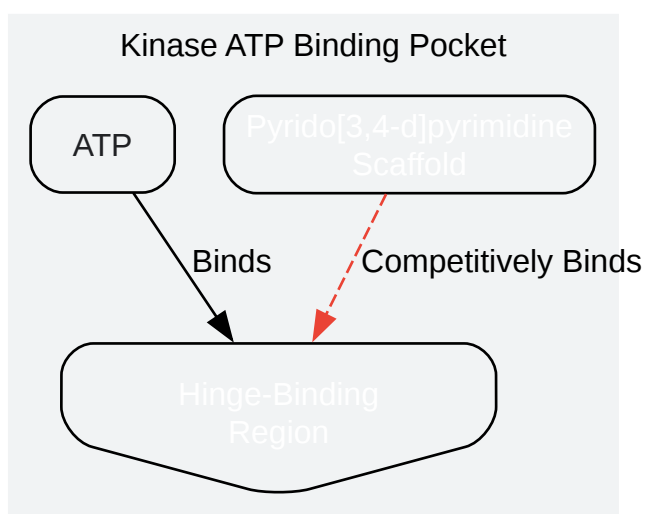 Kinase ATP Binding Pocket
ATP
Pyrido[3,4-d]pyrimidine
Scaffold
Binds
Competitively Binds
Hinge-Binding
Region